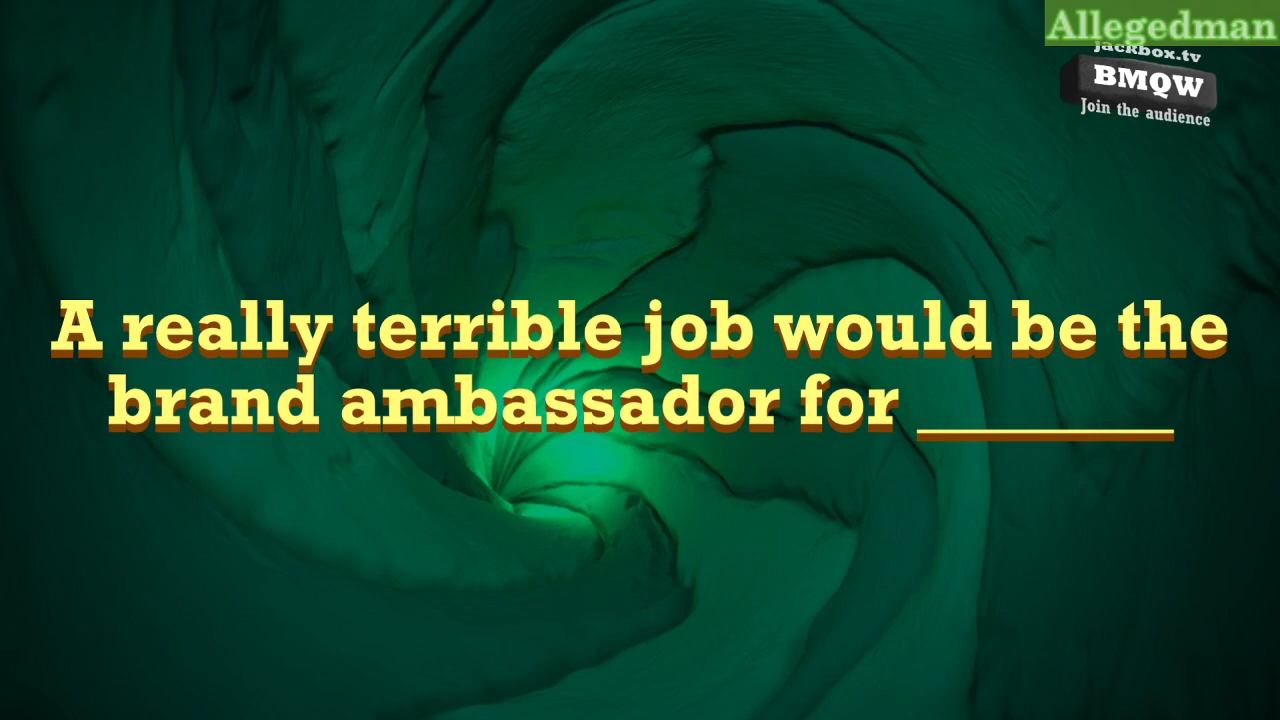 Allegedman
jackbox.tv
BMQW
Join the audience
A really terrible job would be the
brand ambassador for ________